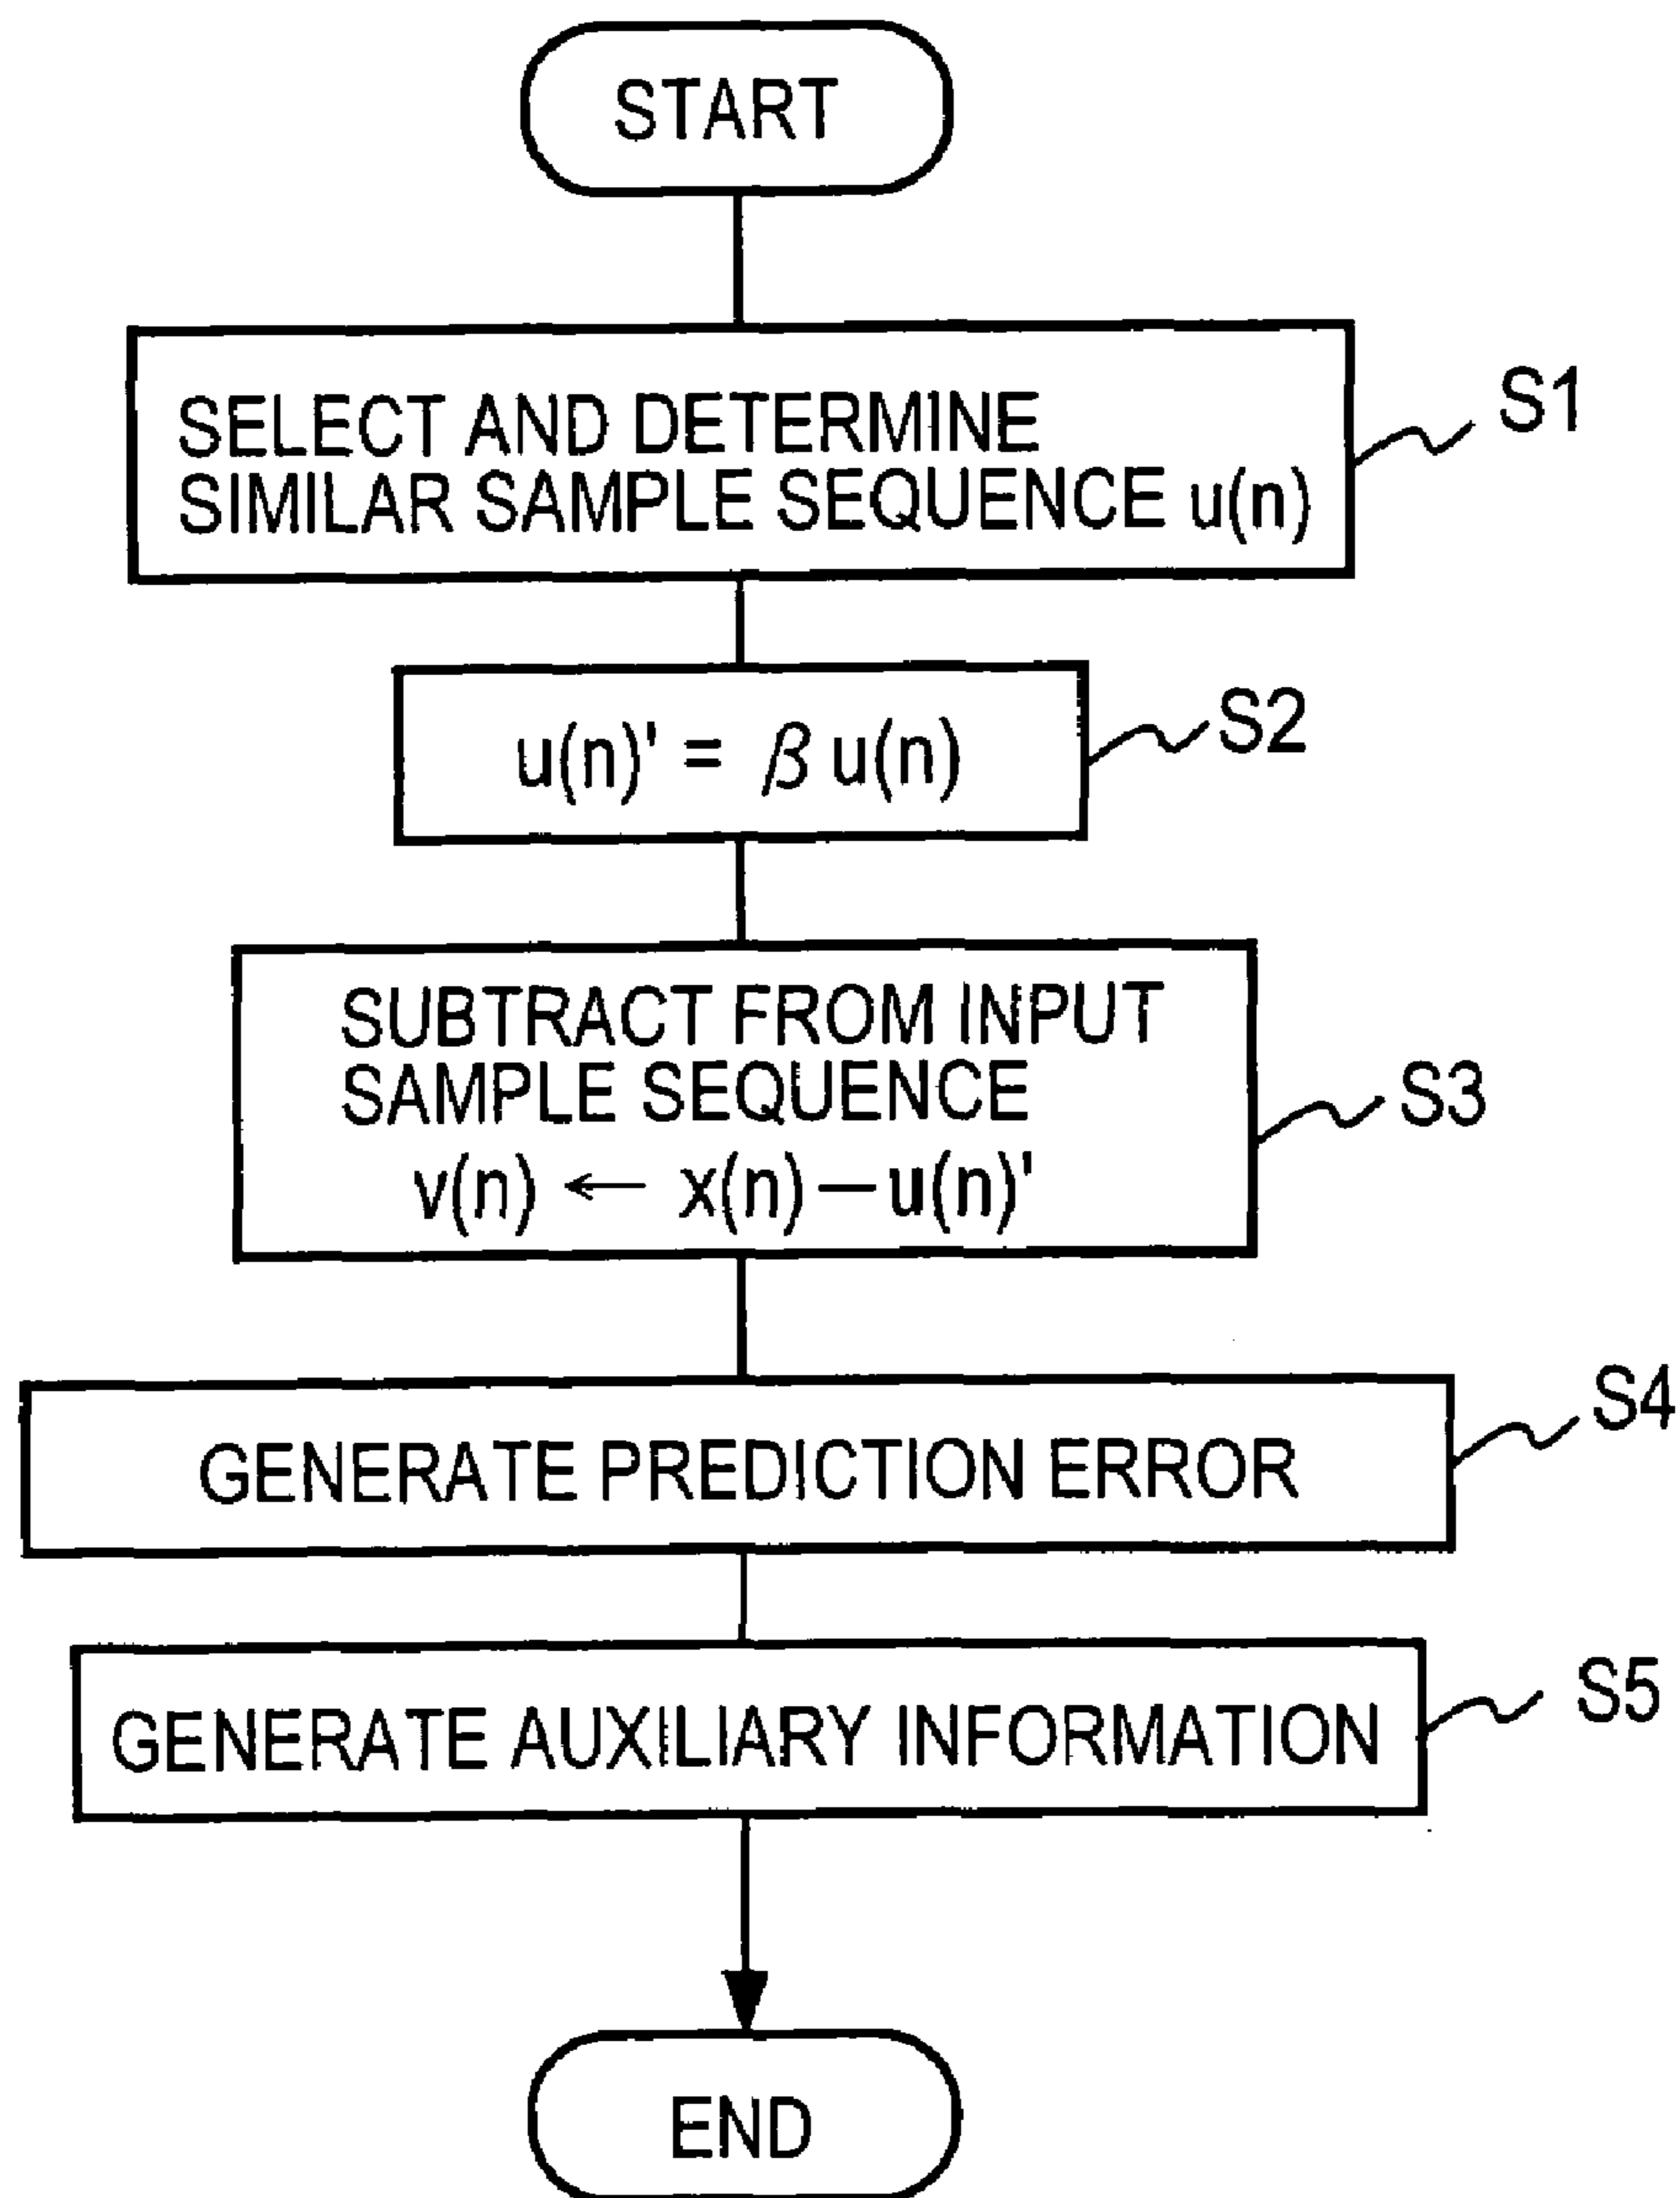 START
SELECT AND DETERMINE
SIMILAR SAMPLE SEQUENCE u(n)
S1
u(n)' = β u(n)
S2
SUBTRACT FROM INPUT
SAMPLE SEQUENCE
v(n) ← x(n) — u(n)'
S3
GENERATE PREDICTION ERROR
S4
GENERATE AUXILIARY INFORMATION
S5
END